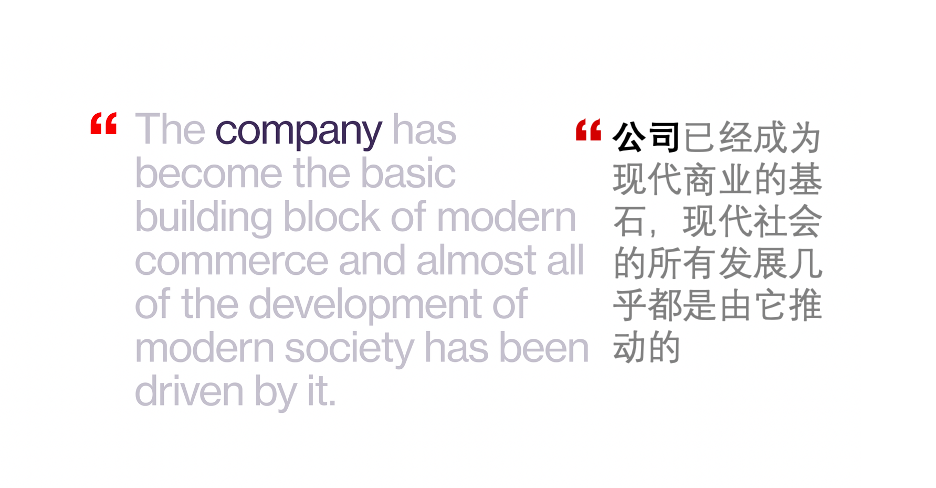 “ The company has
become the basic
building block of modern
commerce and almost all
of the development of
modern society has been
driven by it.
“ 公司已经成为
现代商业的基
石，现代社会
的所有发展几
乎都是由它推
动的